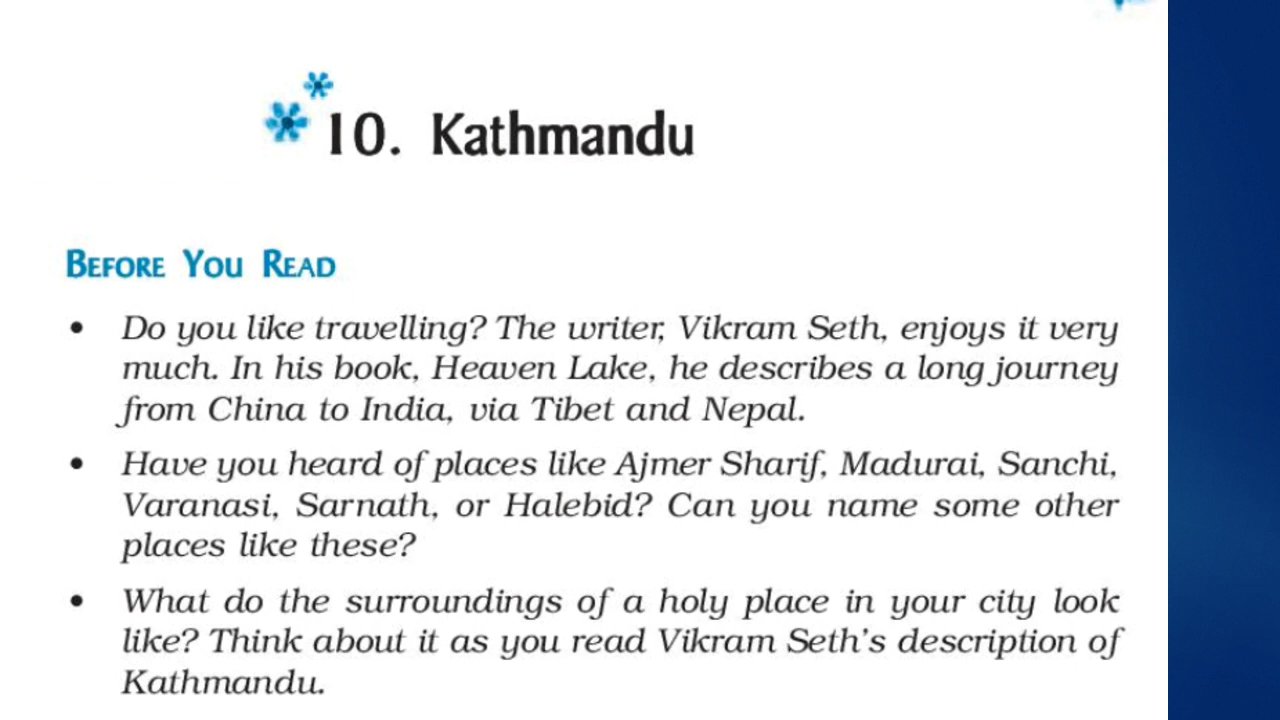 10. Kathmandu
BEFORE YOU READ
• Do you like travelling? The writer, Vikram Seth, enjoys it very
much. In his book, Heaven Lake, he describes a long journey
from China to India, via Tibet and Nepal.
• Have you heard of places like Ajmer Sharif, Madurai, Sanchi,
Varanasi, Sarnath, or Halebid? Can you name some other
places like these?
• What do the surroundings of a holy place in your city look
like? Think about it as you read Vikram Seth's description of
Kathmandu.